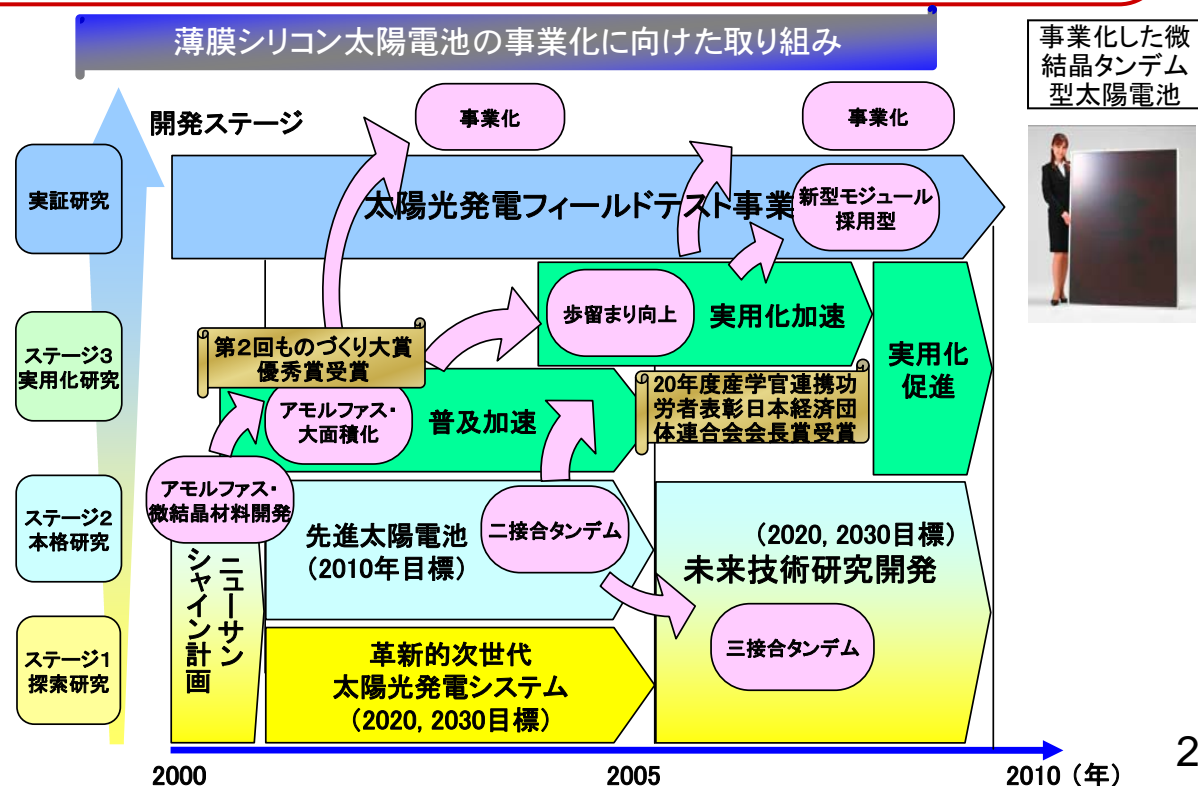 薄膜シリコン太陽電池の事業化に向けた取り組み
事業化した微
結晶タンデム
型太陽電池
開発ステージ
事業化
事業化
実証研究
太陽光発電フィールドテスト事業
新型モジュール
採用型
ステージ3
実用化研究
歩留まり向上
実用化加速
実用化
促進
第2回ものづくり大賞
優秀賞受賞
アモルファス・
大面積化
普及加速
20年度産学官連携功
労者表彰日本経済団
体連合会会長賞受賞
ステージ2
本格研究
アモルファス・
微結晶材料開発
先進太陽電池
(2010年目標)
二接合タンデム
(2020, 2030目標)
未来技術研究開発
ニューサン
シャイン計画
ステージ1
探索研究
革新的次世代
太陽光発電システム
(2020, 2030目標)
三接合タンデム
2000
2005
2010（年）
2